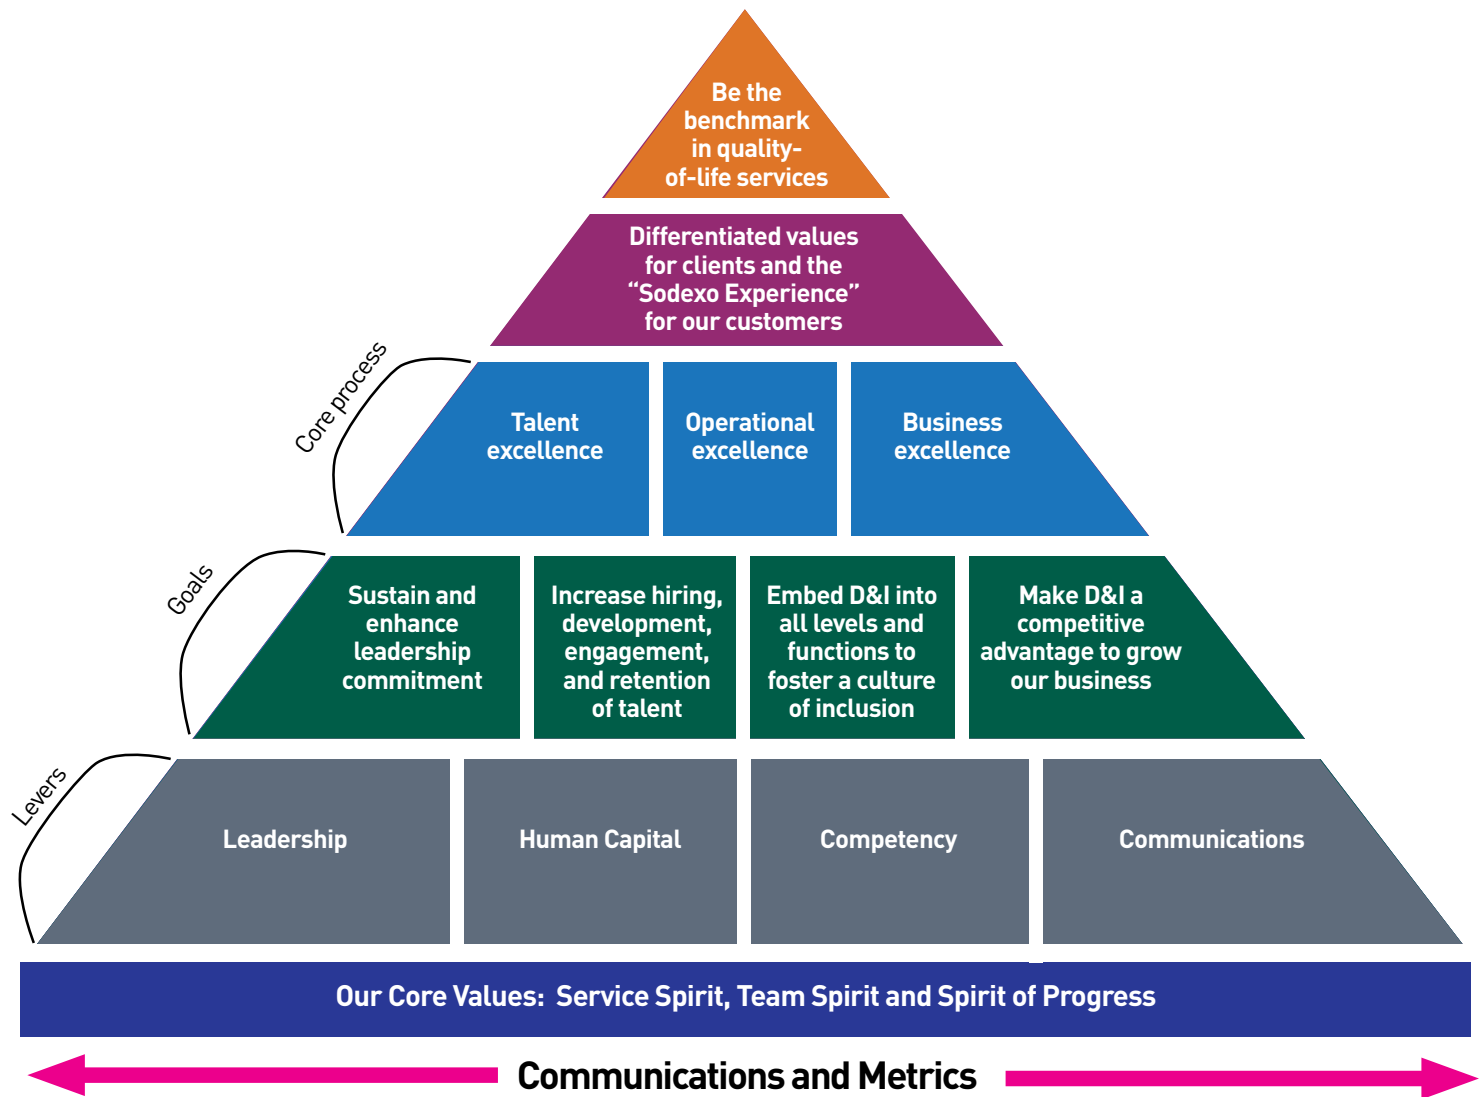 Be the
benchmark
in quality-
of-life services
Differentiated values
for clients and the
“Sodexo Experience”
for our customers
Core process
Talent
excellence
Operational
excellence
Business
excellence
Goals
Sustain and
enhance
leadership
commitment
Increase hiring,
development,
engagement,
and retention
of talent
Embed D&I into
all levels and
functions to
foster a culture
of inclusion
Make D&I a
competitive
advantage to grow
our business
Levers
Leadership
Human Capital
Competency
Communications
Our Core Values: Service Spirit, Team Spirit and Spirit of Progress
Communications and Metrics